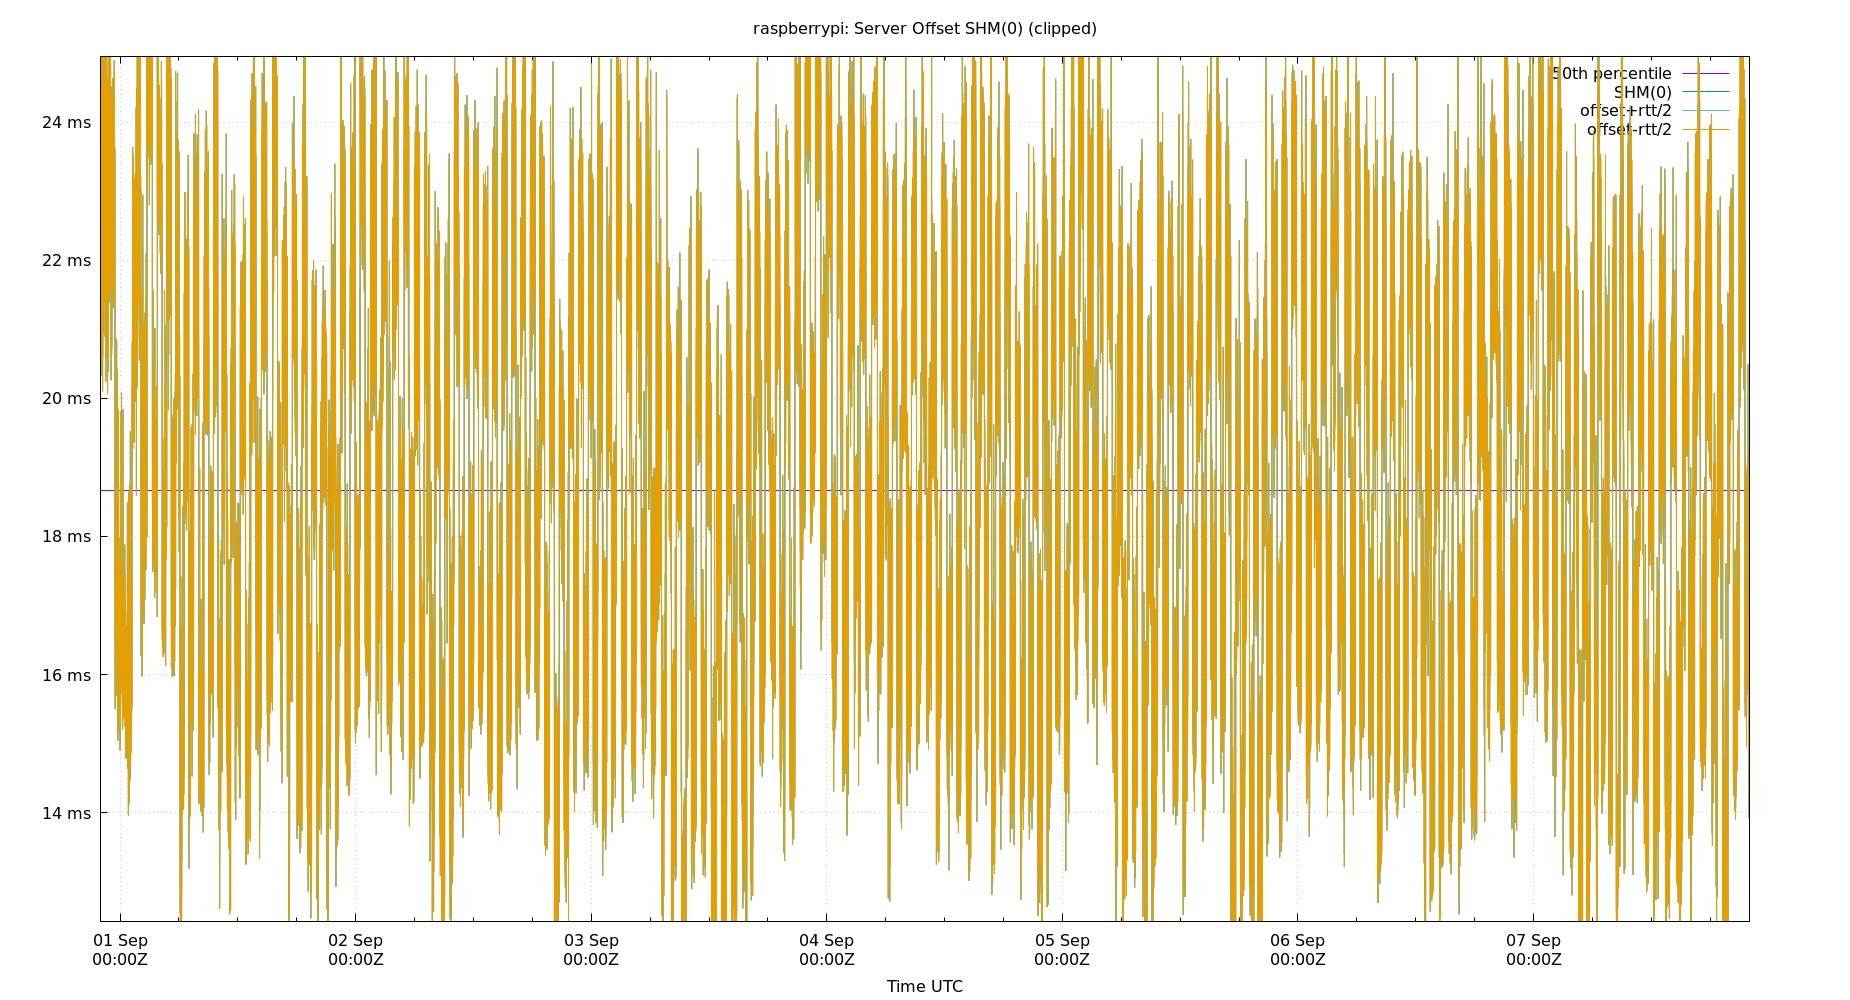 raspberrypi: Server Offset SHM(0) (clipped)
50th percentile
SHM(0)
offset+rtt/2
offset-rtt/2
24 ms
22 ms
20 ms
18 ms
16 ms
14 ms
01 Sep 02 Sep 03 Sep 04 Sep 05 Sep 06 Sep 07 Sep
00:00Z 00:00Z 00:00Z 00:00Z 00:00Z 00:00Z 00:00Z
Time UTC